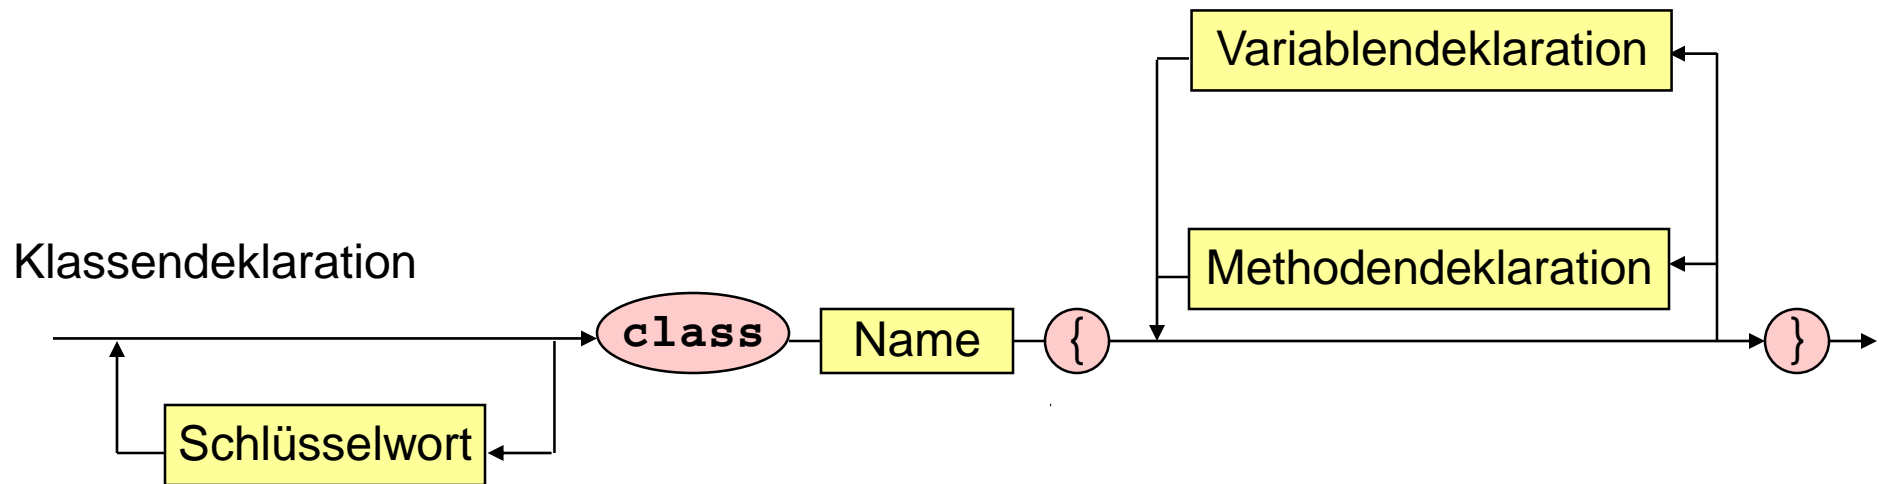 Variablendeklaration
Methodendeklaration
Klassendeklaration
class Name { }
Schlüsselwort